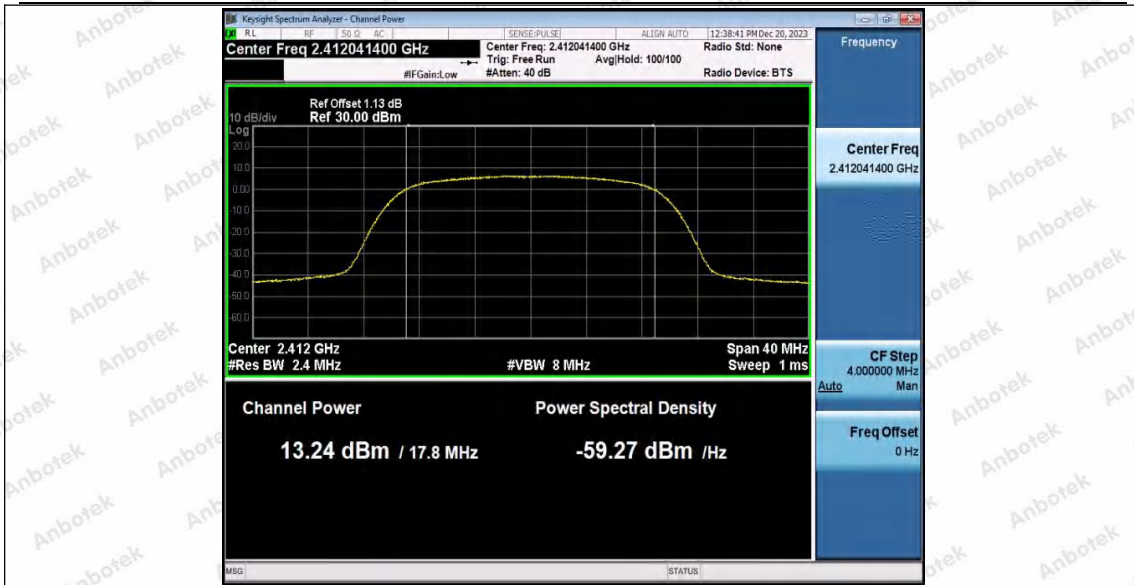 Keysight Spectrum Analyzer - Channel Power
RL RF 50 Ω AC SENSE:PULSE ALIGN AUTO 12:38:41 PM Dec 20, 2023
Center Freq 2.412041400 GHz
Center Freq: 2.412041400 GHz Radio Std: None
Trig: Free Run Avg|Hold: 100/100
#IFGain:Low #Atten: 40 dB Radio Device: BTS
Ref Offset 1.13 dB
10 dB/div Ref 30.00 dBm
Log
20.0
10.0
0.00
-10.0
-20.0
-30.0
-40.0
-50.0
-60.0
Center 2.412 GHz Span 40 MHz
#Res BW 2.4 MHz #VBW 8 MHz Sweep 1 ms
Channel Power Power Spectral Density
13.24 dBm / 17.8 MHz -59.27 dBm /Hz
MSG STATUS
Frequency
Center Freq
2.412041400 GHz
CF Step
4.000000 MHz
Auto Man
Freq Offset
0 Hz
Anbotek